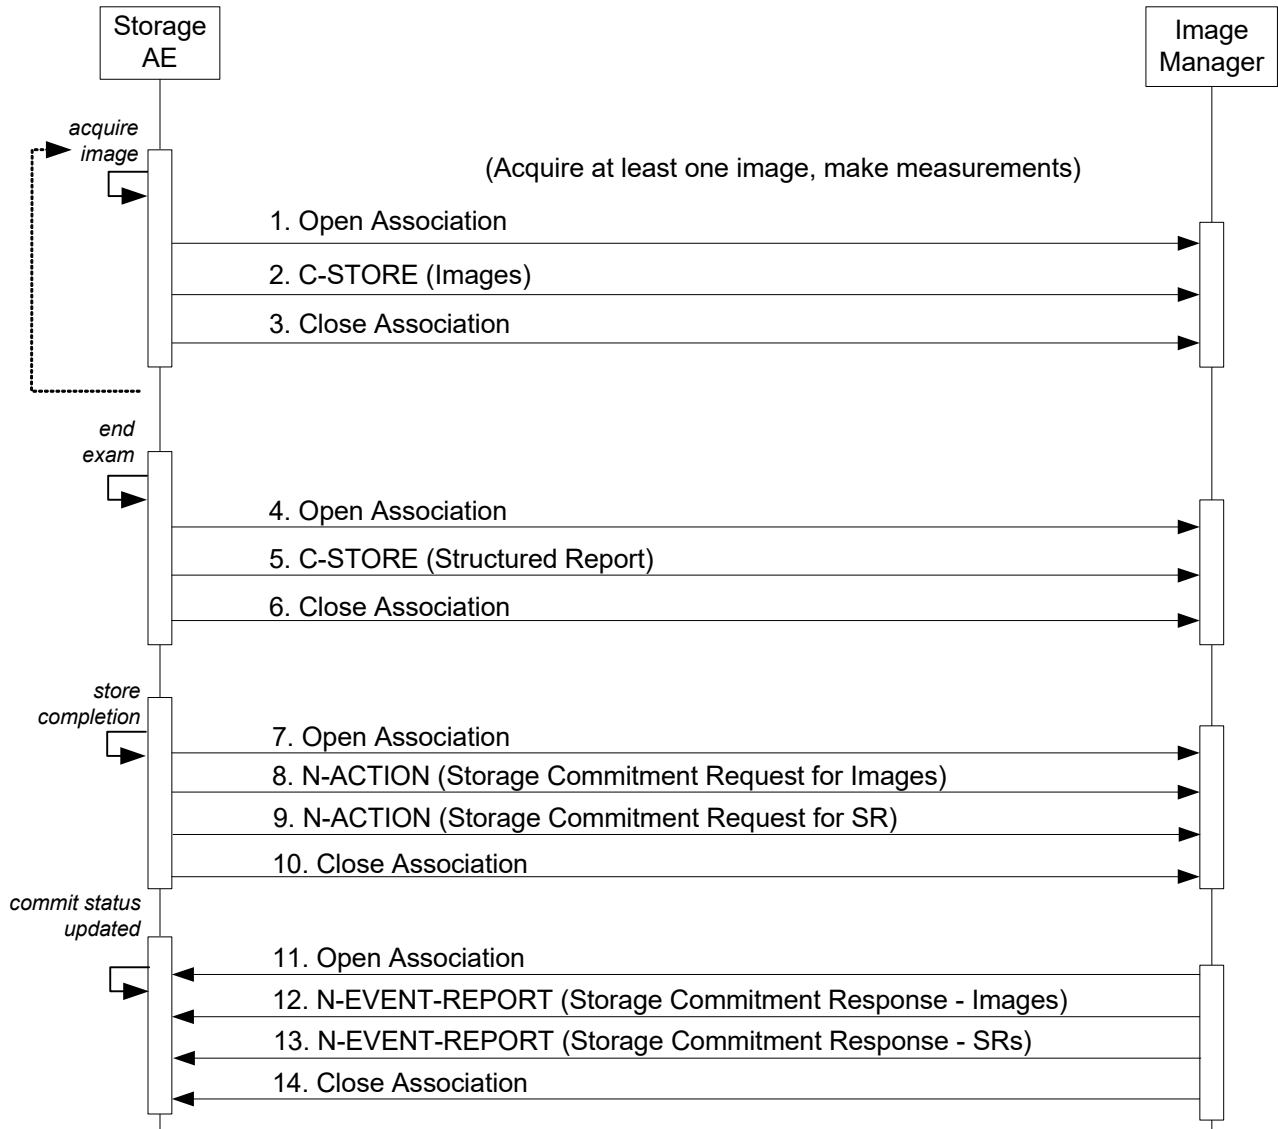 Storage
AE
Image
Manager
acquire
image
(Acquire at least one image, make measurements)
1. Open Association
2. C-STORE (Images)
3. Close Association
end
exam
4. Open Association
5. C-STORE (Structured Report)
6. Close Association
store
completion
7. Open Association
8. N-ACTION (Storage Commitment Request for Images)
9. N-ACTION (Storage Commitment Request for SR)
10. Close Association
commit status
updated
11. Open Association
12. N-EVENT-REPORT (Storage Commitment Response - Images)
13. N-EVENT-REPORT (Storage Commitment Response - SRs)
14. Close Association